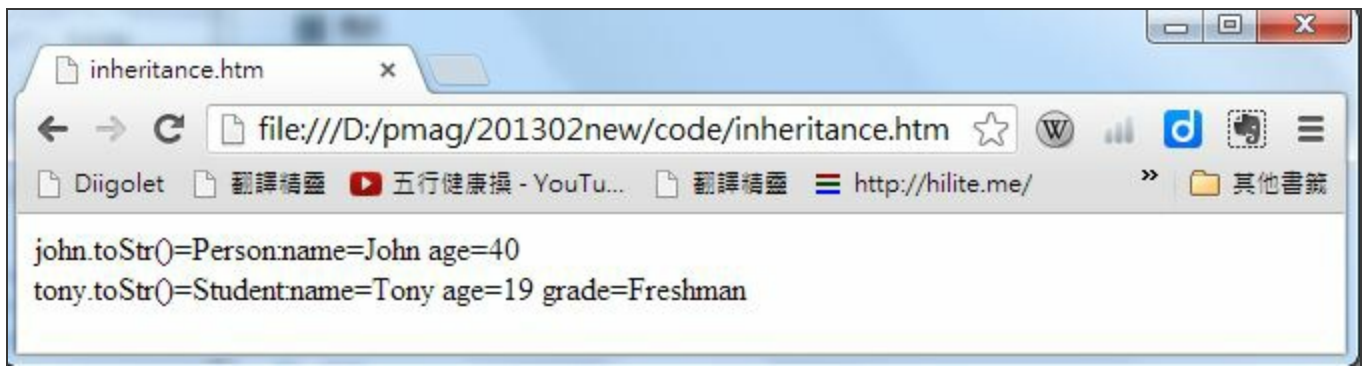 inheritance.htm
file:///D:/pmag/201302new/code/inheritance.htm
Diigolet 翻譯精靈 五行健康操 - YouTu... 翻譯精靈 http://hilite.me/ » 其他書籤
john.toStr()=Person:name=John age=40
tony.toStr()=Student:name=Tony age=19 grade=Freshman